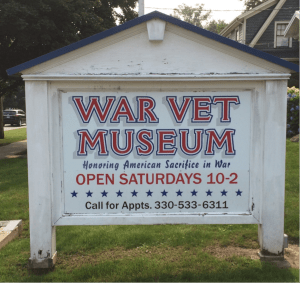 WAR VET
MUSEUM
Honoring American Sacrifice in War
OPEN SATURDAYS 10-2
Call for Appts. 330-533-6311